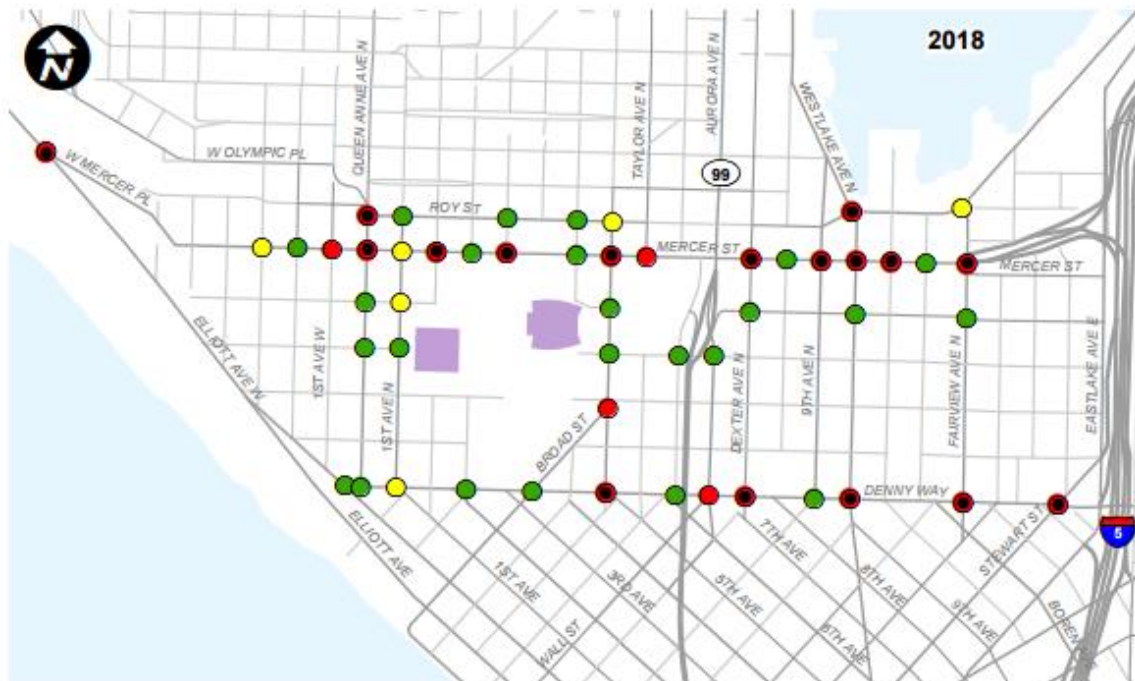 2018
N
QUEEN ANNE AVE N
TAYLOR AVE N
AURORA AVE N
WESTLAKE AVE N
W OLYMPIC PL
W MERCER PL
99
ROY ST
MERCER ST
MERCER ST
ELLIOTT AVE W
1ST AVE W
1ST AVE N
BROAD ST
DEXTER AVE N
9TH AVE N
FAIRVIEW AVE N
EASTLAKE AVE E
DENNY WAY
ELLIOTT AVE
1ST AVE
WALL ST
3RD AVE
5TH AVE
6TH AVE
7TH AVE
8TH AVE
9TH AVE
STEWART ST
5